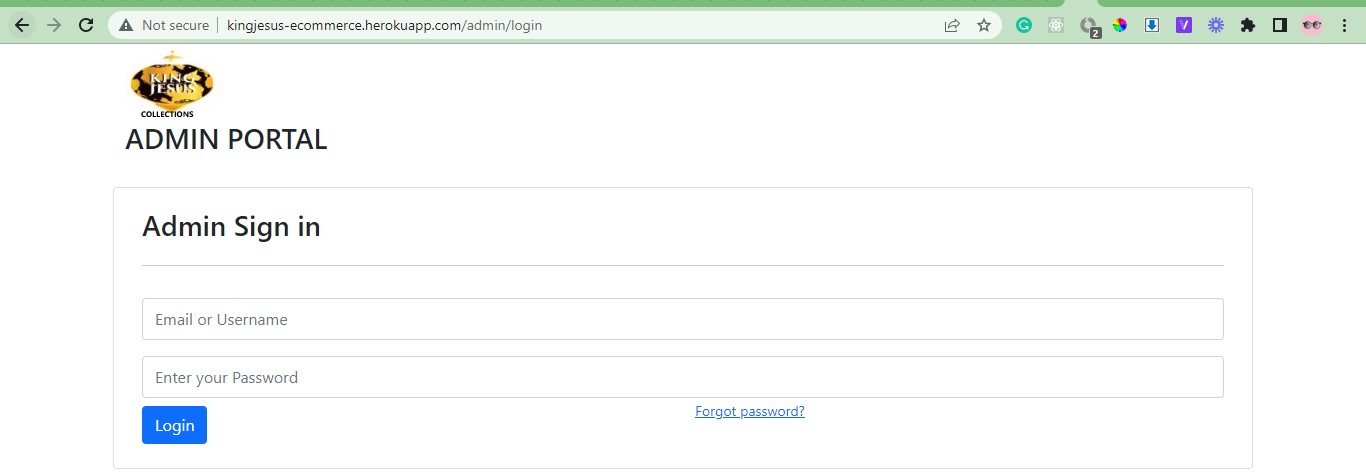 Not secure
kingjesus-ecommerce.herokuapp.com/admin/login
2
KING
JESUS
COLLECTIONS
ADMIN PORTAL
Admin Sign in
Email or Username
Enter your Password
Forgot password?
Login